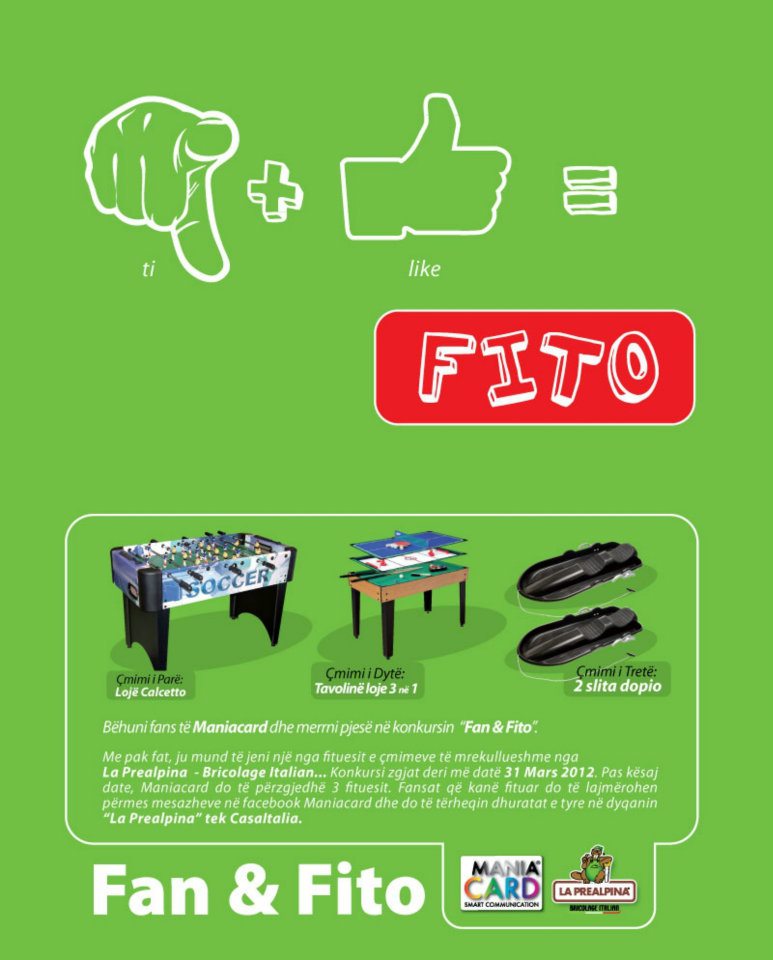 ti
like
FITO
SOCCER
Çmimi i Parë:
Lojë Calcetto
Çmimi i Dytë:
Tavolinë loje 3 në 1
Çmimi i Tretë:
2 slita dopio
Bëhuni fans të Maniacard dhe merrni pjesë në konkursin “Fan & Fito”.
Me pak fat, ju mund të jeni një nga fituesit e çmimeve të mrekullueshme nga
La Prealpina - Bricolage Italian... Konkursi zgjat deri më datë 31 Mars 2012. Pas kësaj
date, Maniacard do të përzgjedhë 3 fituesit. Fansat që kanë fituar do të lajmërohen
përmes mesazheve në facebook Maniacard dhe do të tërheqin dhuratat e tyre në dyqanin
“La Prealpina” tek CasaItalia.
Fan & Fito
MANIA®
CARD
SMART COMMUNICATION
LA PREALPINA®
BRICOLAGE ITALIAN